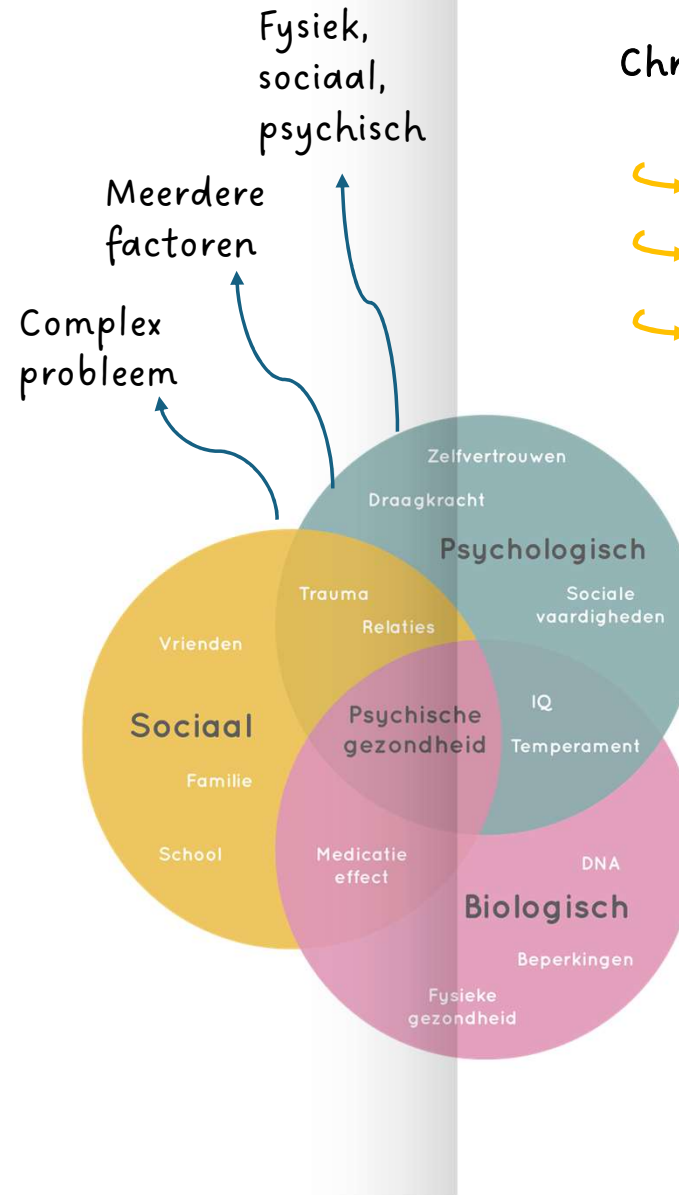 Fysiek,
sociaal,
psychisch
Chr
Meerdere
factoren
Complex
probleem
Zelfvertrouwen
Draagkracht
Psychologisch
Sociale
vaardigheden
Trauma
Relaties
Vrienden
Sociaal
Familie
School
Psychische
gezondheid
IQ
Temperament
Medicatie
effect
DNA
Biologisch
Beperkingen
Fysieke
gezondheid